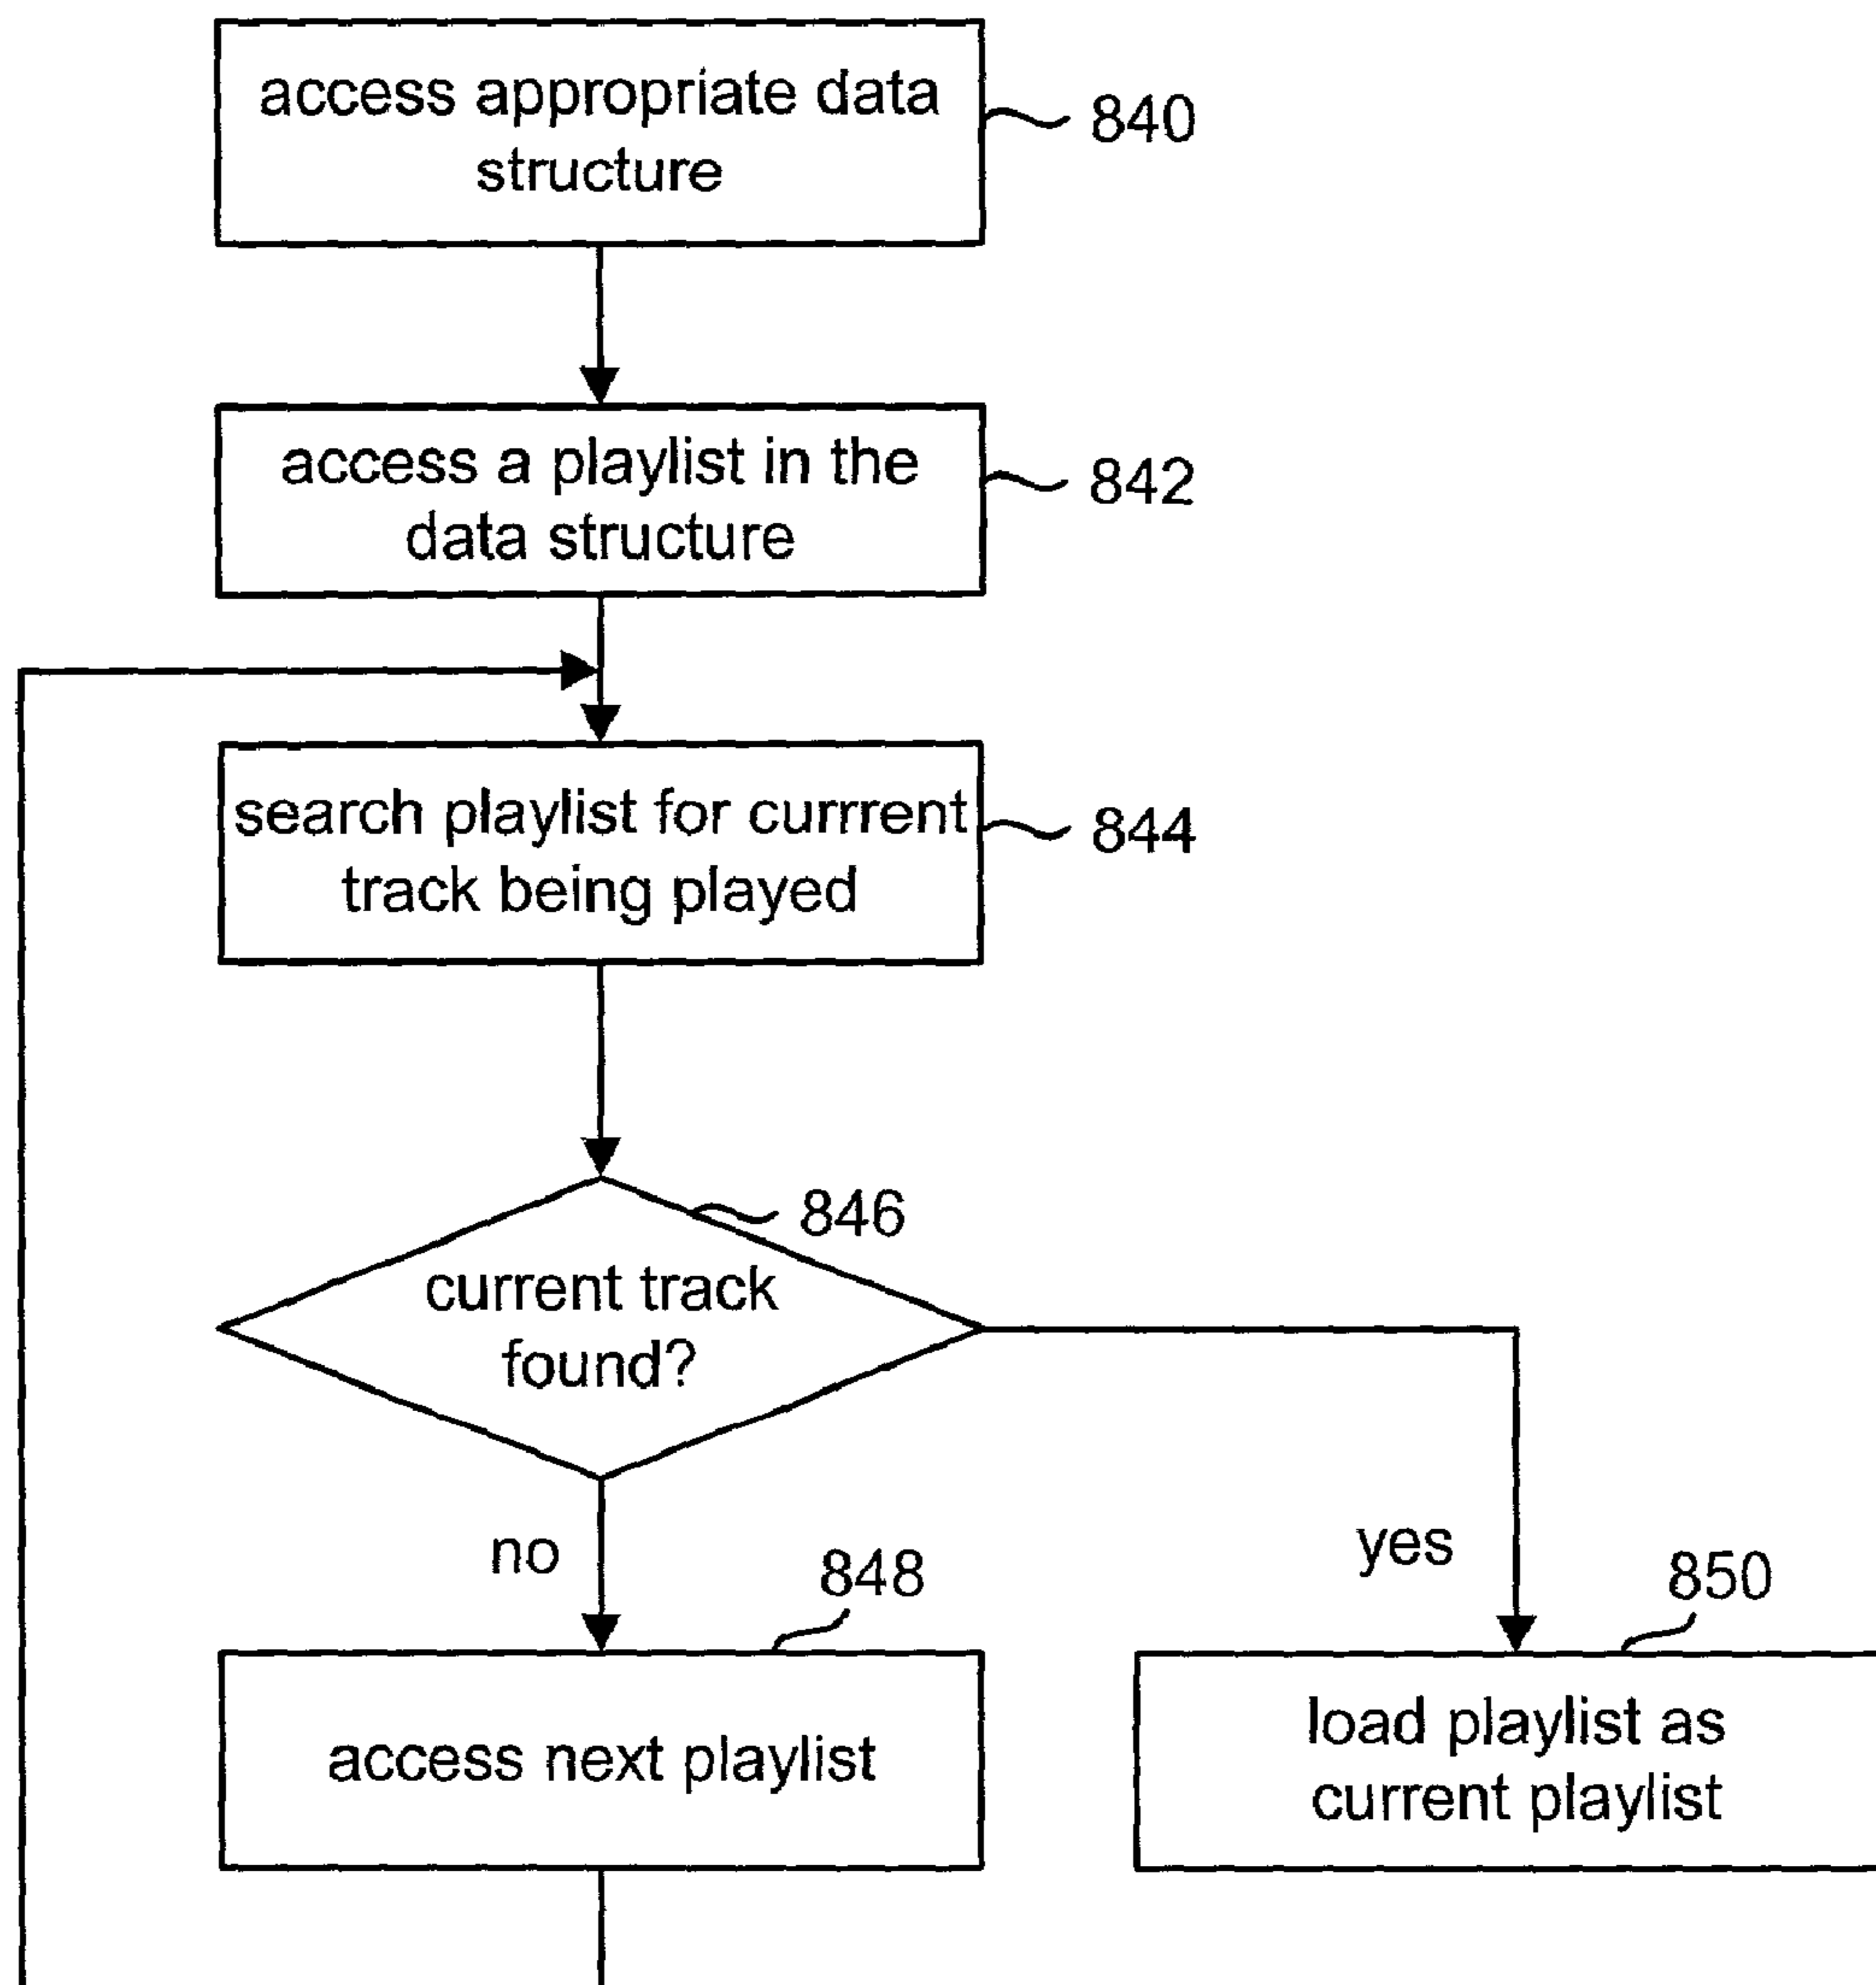 access appropriate data
structure
840
access a playlist in the
data structure
842
search playlist for currrent
track being played
844
846
current track
found?
no
848
yes
850
access next playlist
load playlist as
current playlist